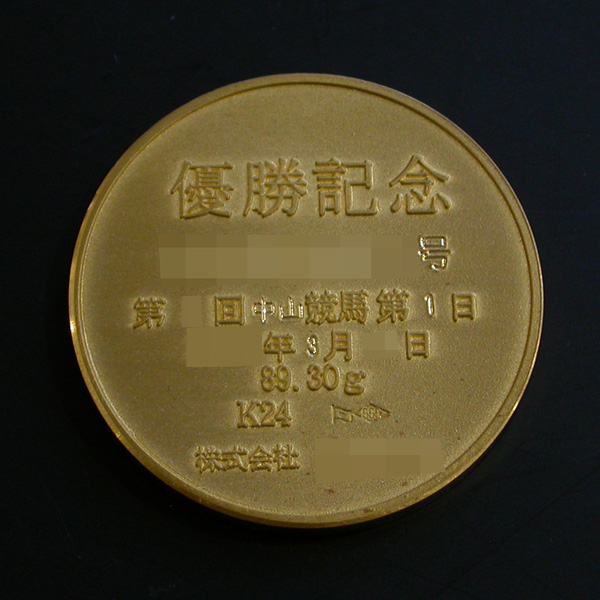 優勝記念
号
第 回中山競馬第1日
年3月 日
89.30g
K24
株式会社